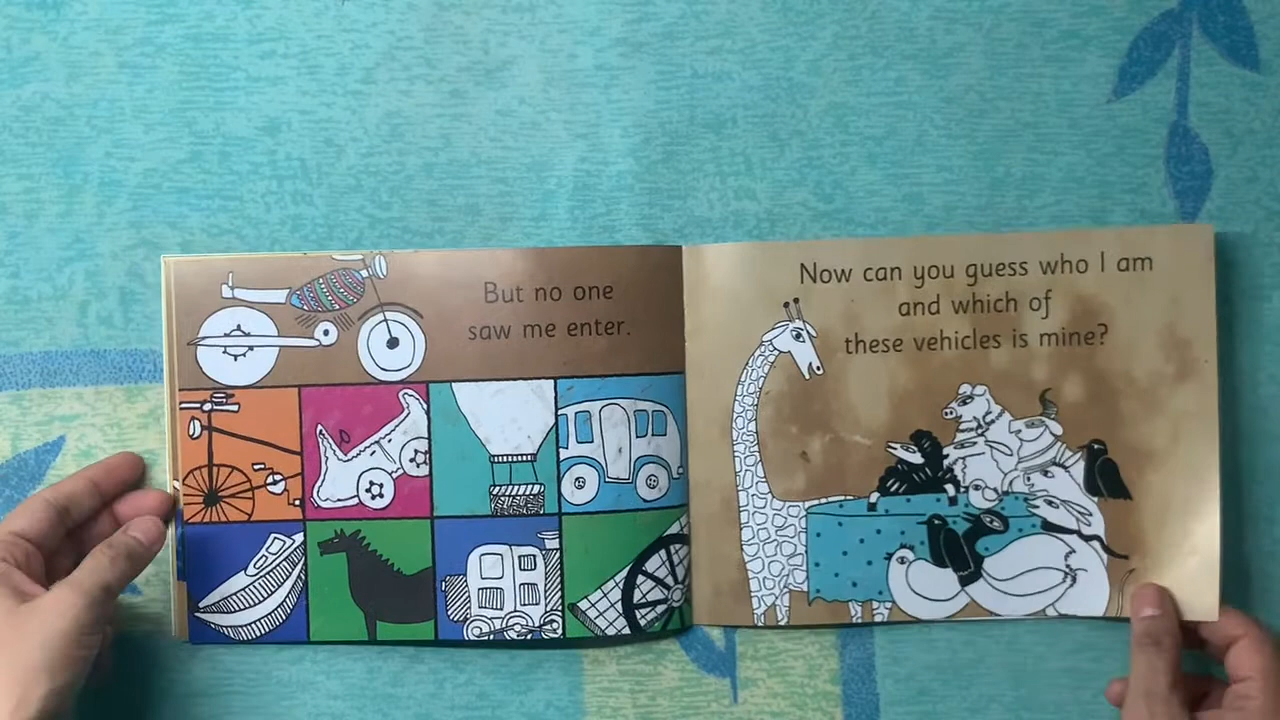 But no one
saw me enter.
Now can you guess who I am
and which of
these vehicles is mine?